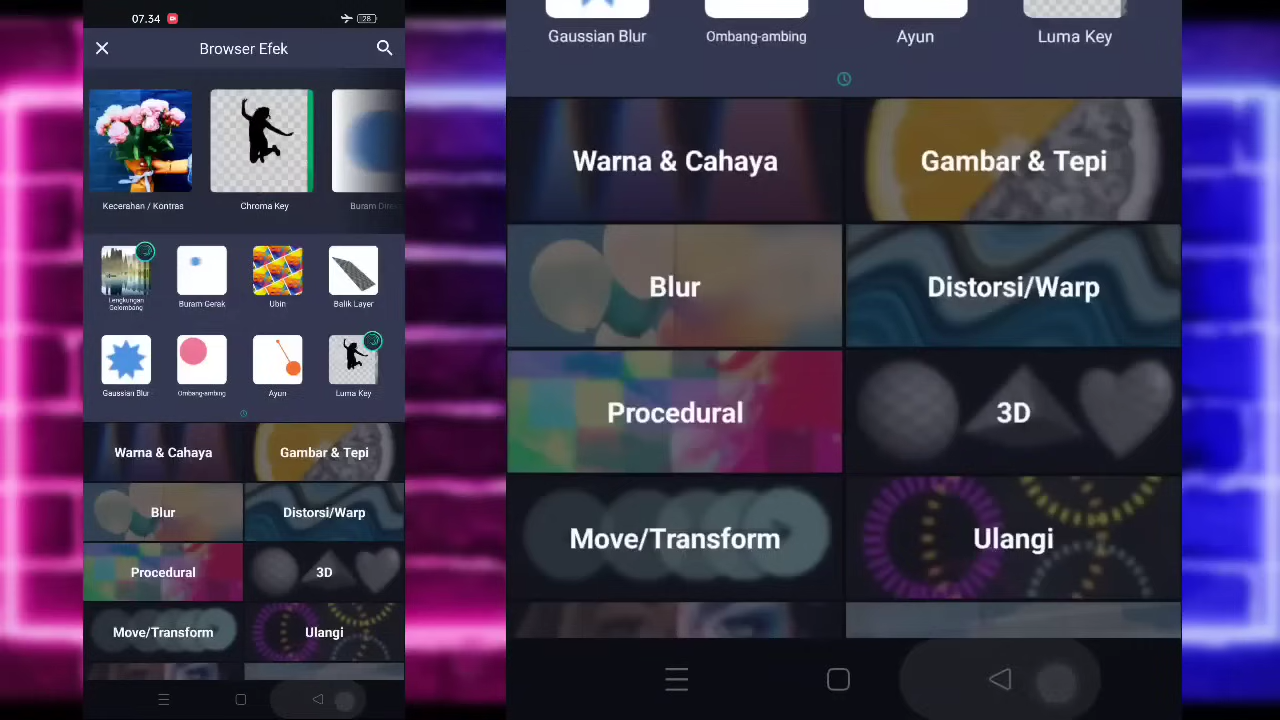 07.34
28
Browser Efek
Kecerahan / Kontras
Chroma Key
Buram Dire
Lengkungan
Gelombang
Buram Gerak
Ubin
Balik Layer
Gaussian Blur
Ombang-ambing
Ayun
Luma Key
Warna & Cahaya
Gambar & Tepi
Blur
Distorsi/Warp
Procedural
3D
Move/Transform
Ulangi
Gaussian Blur
Ombang-ambing
Ayun
Luma Key
Warna & Cahaya
Gambar & Tepi
Blur
Distorsi/Warp
Procedural
3D
Move/Transform
Ulangi